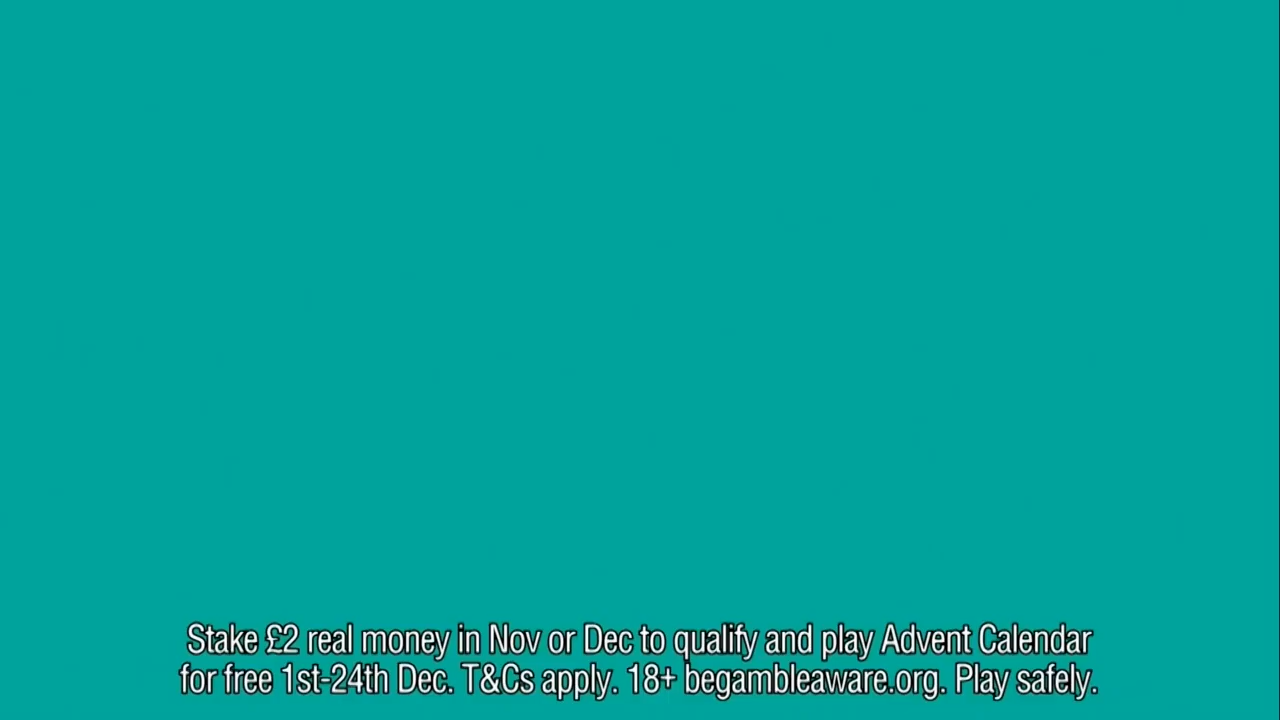 Stake £2 real money in Nov or Dec to qualify and play Advent Calendar
for free 1st-24th Dec. T&Cs apply. 18+ begambleaware.org. Play safely.